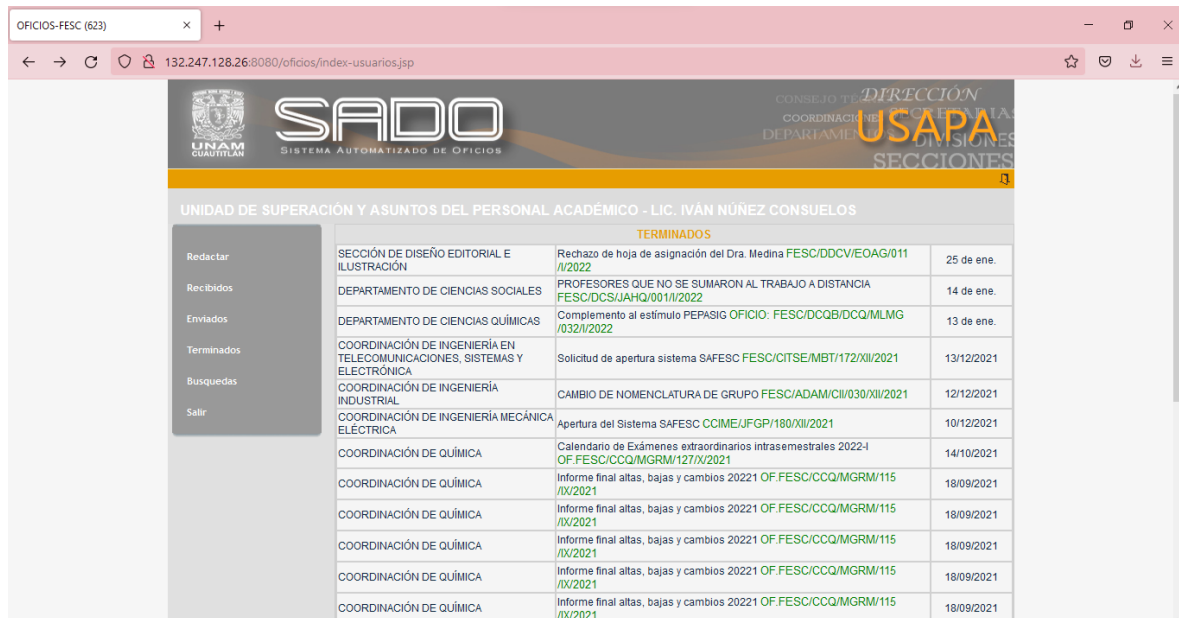 OFICIOS-FESC (623)
132.247.128.26:8080/oficios/index-usuarios.jsp
UNAM
CUAUTITLÁN
SADO
SISTEMA AUTOMATIZADO DE OFICIOS
DIRECCIÓN
USAPA
SECCIONES
UNIDAD DE SUPERACIÓN Y ASUNTOS DEL PERSONAL ACADÉMICO - LIC. IVÁN NÚÑEZ CONSUELOS
Redactar
Recibidos
Enviados
Terminados
Busquedas
Salir
TERMINADOS
SECCIÓN DE DISEÑO EDITORIAL E
ILUSTRACIÓN
Rechazo de hoja de asignación del Dra. Medina FESC/DDCV/EOAG/011
/I/2022
25 de ene.
DEPARTAMENTO DE CIENCIAS SOCIALES
PROFESORES QUE NO SE SUMARON AL TRABAJO A DISTANCIA
FESC/DCS/JAHQ/001/I/2022
14 de ene.
DEPARTAMENTO DE CIENCIAS QUÍMICAS
Complemento al estímulo PEPASIG OFICIO: FESC/DCQB/DCQ/MLMG
/032/I/2022
13 de ene.
COORDINACIÓN DE INGENIERÍA EN
TELECOMUNICACIONES, SISTEMAS Y
ELECTRÓNICA
Solicitud de apertura sistema SAFESC FESC/CITSE/MBT/172/XII/2021
13/12/2021
COORDINACIÓN DE INGENIERÍA
INDUSTRIAL
CAMBIO DE NOMENCLATURA DE GRUPO FESC/ADAM/CII/030/XII/2021
12/12/2021
COORDINACIÓN DE INGENIERÍA MECÁNICA
ELÉCTRICA
Apertura del Sistema SAFESC CCIME/JFGP/180/XII/2021
10/12/2021
COORDINACIÓN DE QUÍMICA
Calendario de Exámenes extraordinarios intrasemestrales 2022-I
OF.FESC/CCQ/MGRM/127/X/2021
14/10/2021
COORDINACIÓN DE QUÍMICA
Informe final altas, bajas y cambios 20221 OF.FESC/CCQ/MGRM/115
/IX/2021
18/09/2021
COORDINACIÓN DE QUÍMICA
Informe final altas, bajas y cambios 20221 OF.FESC/CCQ/MGRM/115
/IX/2021
18/09/2021
COORDINACIÓN DE QUÍMICA
Informe final altas, bajas y cambios 20221 OF.FESC/CCQ/MGRM/115
/IX/2021
18/09/2021
COORDINACIÓN DE QUÍMICA
Informe final altas, bajas y cambios 20221 OF.FESC/CCQ/MGRM/115
/IX/2021
18/09/2021
COORDINACIÓN DE QUÍMICA
Informe final altas, bajas y cambios 20221 OF.FESC/CCQ/MGRM/115
/IX/2021
18/09/2021